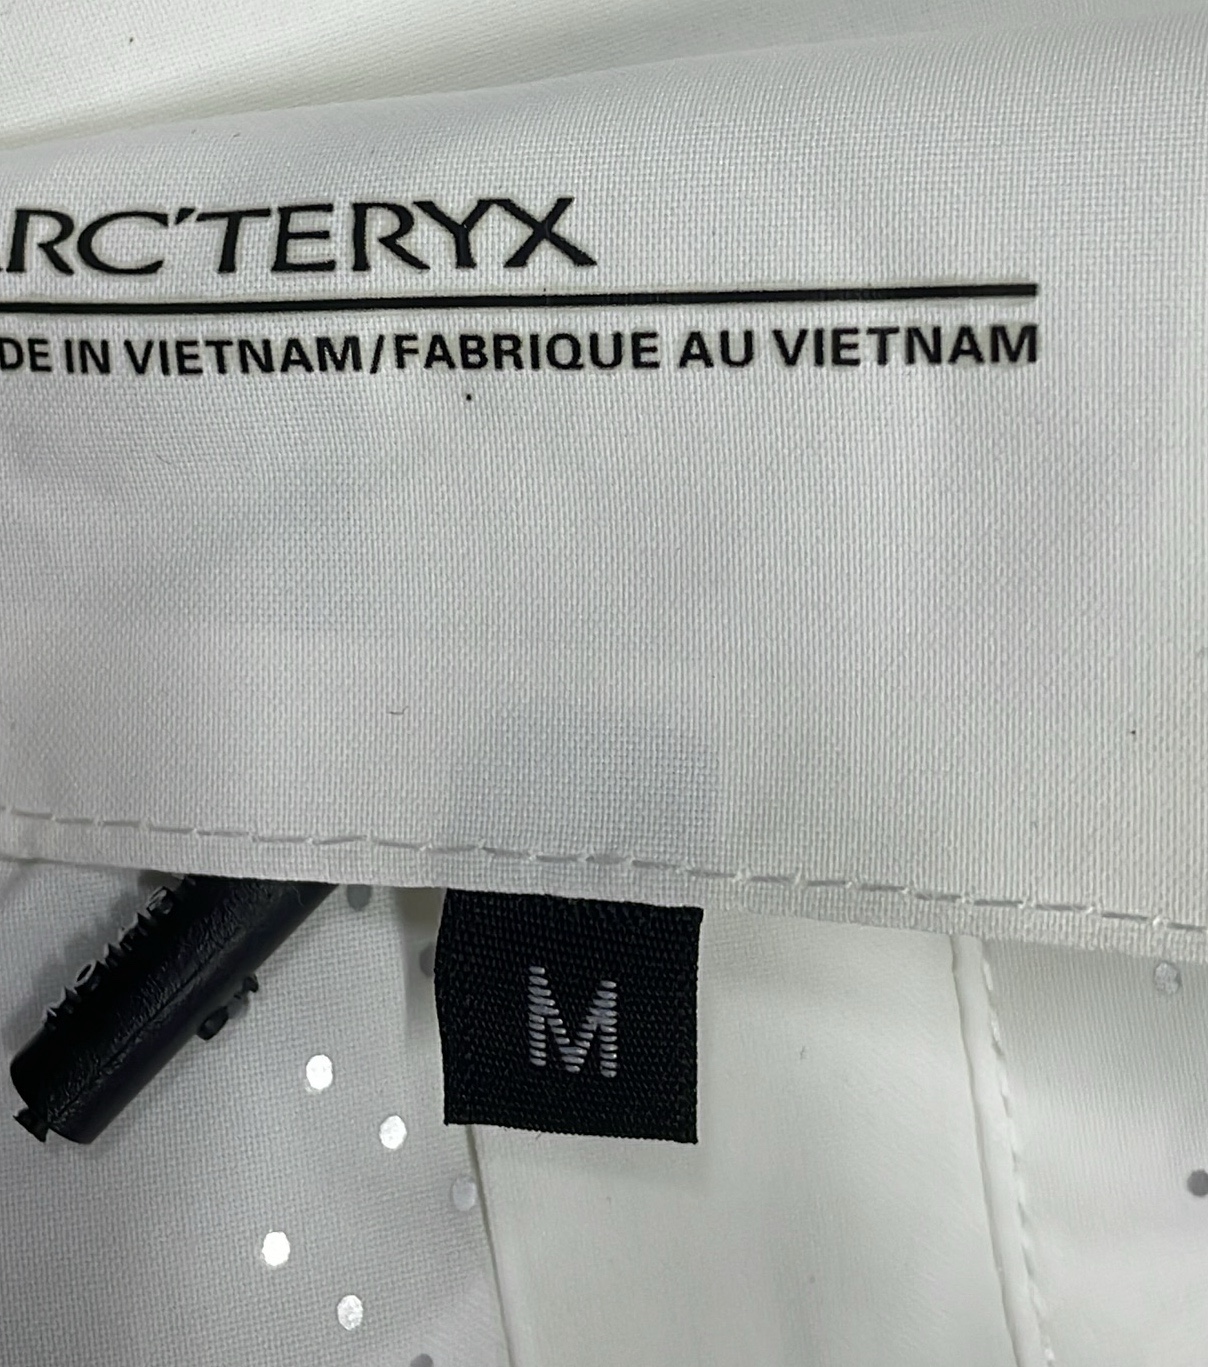 RC'TERYX
DE IN VIETNAM/FABRIQUE AU VIETNAM
M